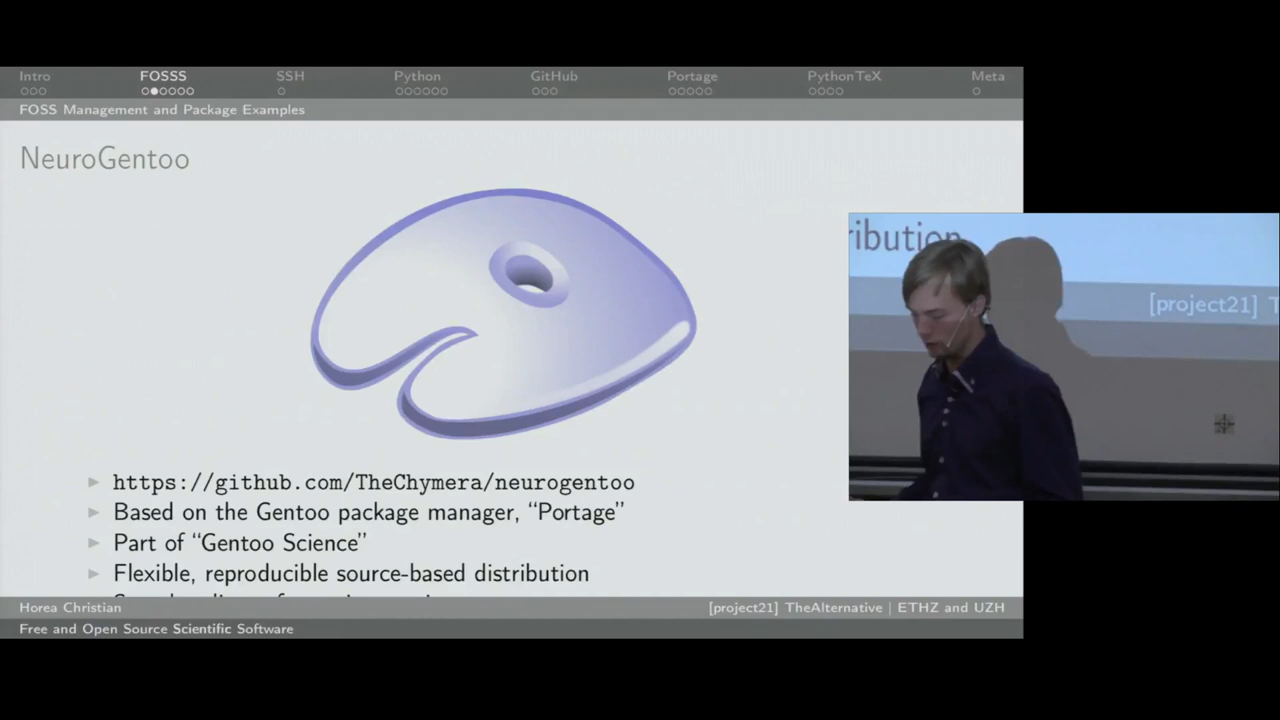 Intro FOSSS SSH Python GitHub Portage PythonTeX Meta
FOSS Management and Package Examples
NeuroGentoo
https://github.com/TheChymera/neurogentoo
Based on the Gentoo package manager, “Portage”
Part of “Gentoo Science”
Flexible, reproducible source-based distribution
Horea Christian [project21] TheAlternative | ETHZ and UZH
Free and Open Source Scientific Software
ribution
[project21] T